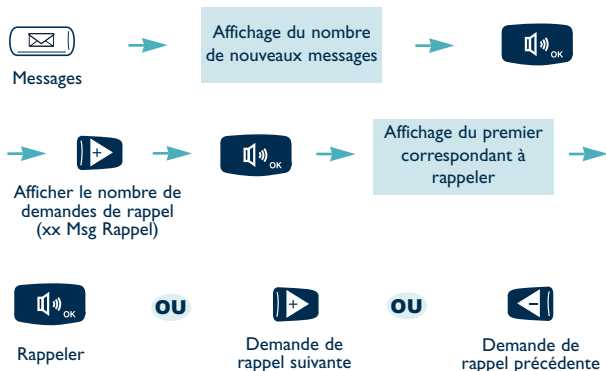 Affichage du nombre
de nouveaux messages
OK
Messages
+
Afficher le nombre de
demandes de rappel
(xx Msg Rappel)
OK
Affichage du premier
correspondant à
rappeler
OK
Rappeler
OU
+
Demande de
rappel suivante
OU
-
Demande de
rappel précédente